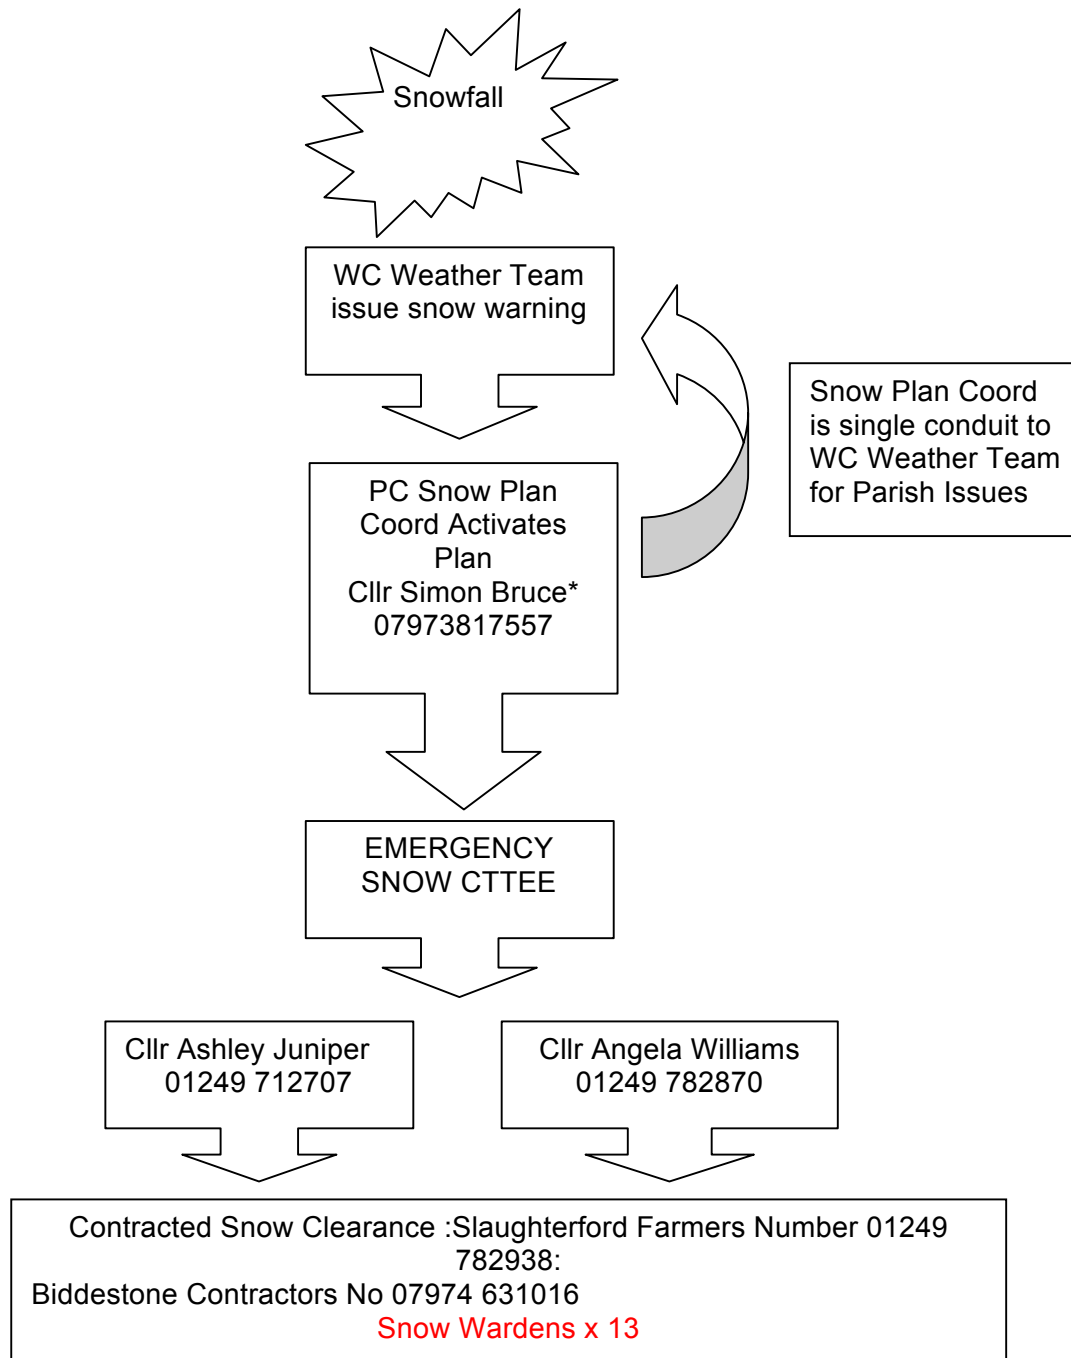 Snowfall
WC Weather Team
issue snow warning
Snow Plan Coord
is single conduit to
WC Weather Team
for Parish Issues
PC Snow Plan
Coord Activates
Plan
Cllr Simon Bruce*
07973817557
EMERGENCY
SNOW CTTEE
Cllr Ashley Juniper
01249 712707
Cllr Angela Williams
01249 782870
Contracted Snow Clearance :Slaughterford Farmers Number 01249
782938:
Biddestone Contractors No 07974 631016
Snow Wardens x 13